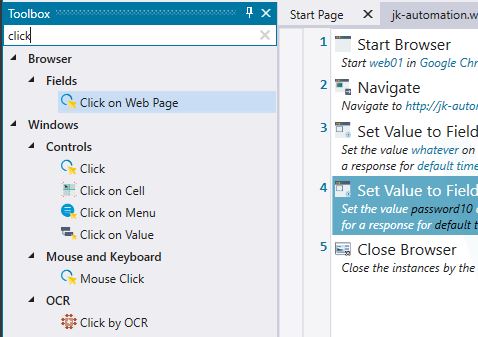 Toolbox
click
Browser
Fields
Click on Web Page
Windows
Controls
Click
Click on Cell
Click on Menu
Click on Value
Mouse and Keyboard
Mouse Click
OCR
Click by OCR
Start Page
jk-automation.w
1 Start Browser
Start web01 in Google Chr
2 Navigate
Navigate to http://jk-auto
3 Set Value to Field
Set the value whatever on
a response for default time
4 Set Value to Field
Set the value password10
for a response for default t
5 Close Browser
Close the instances by the